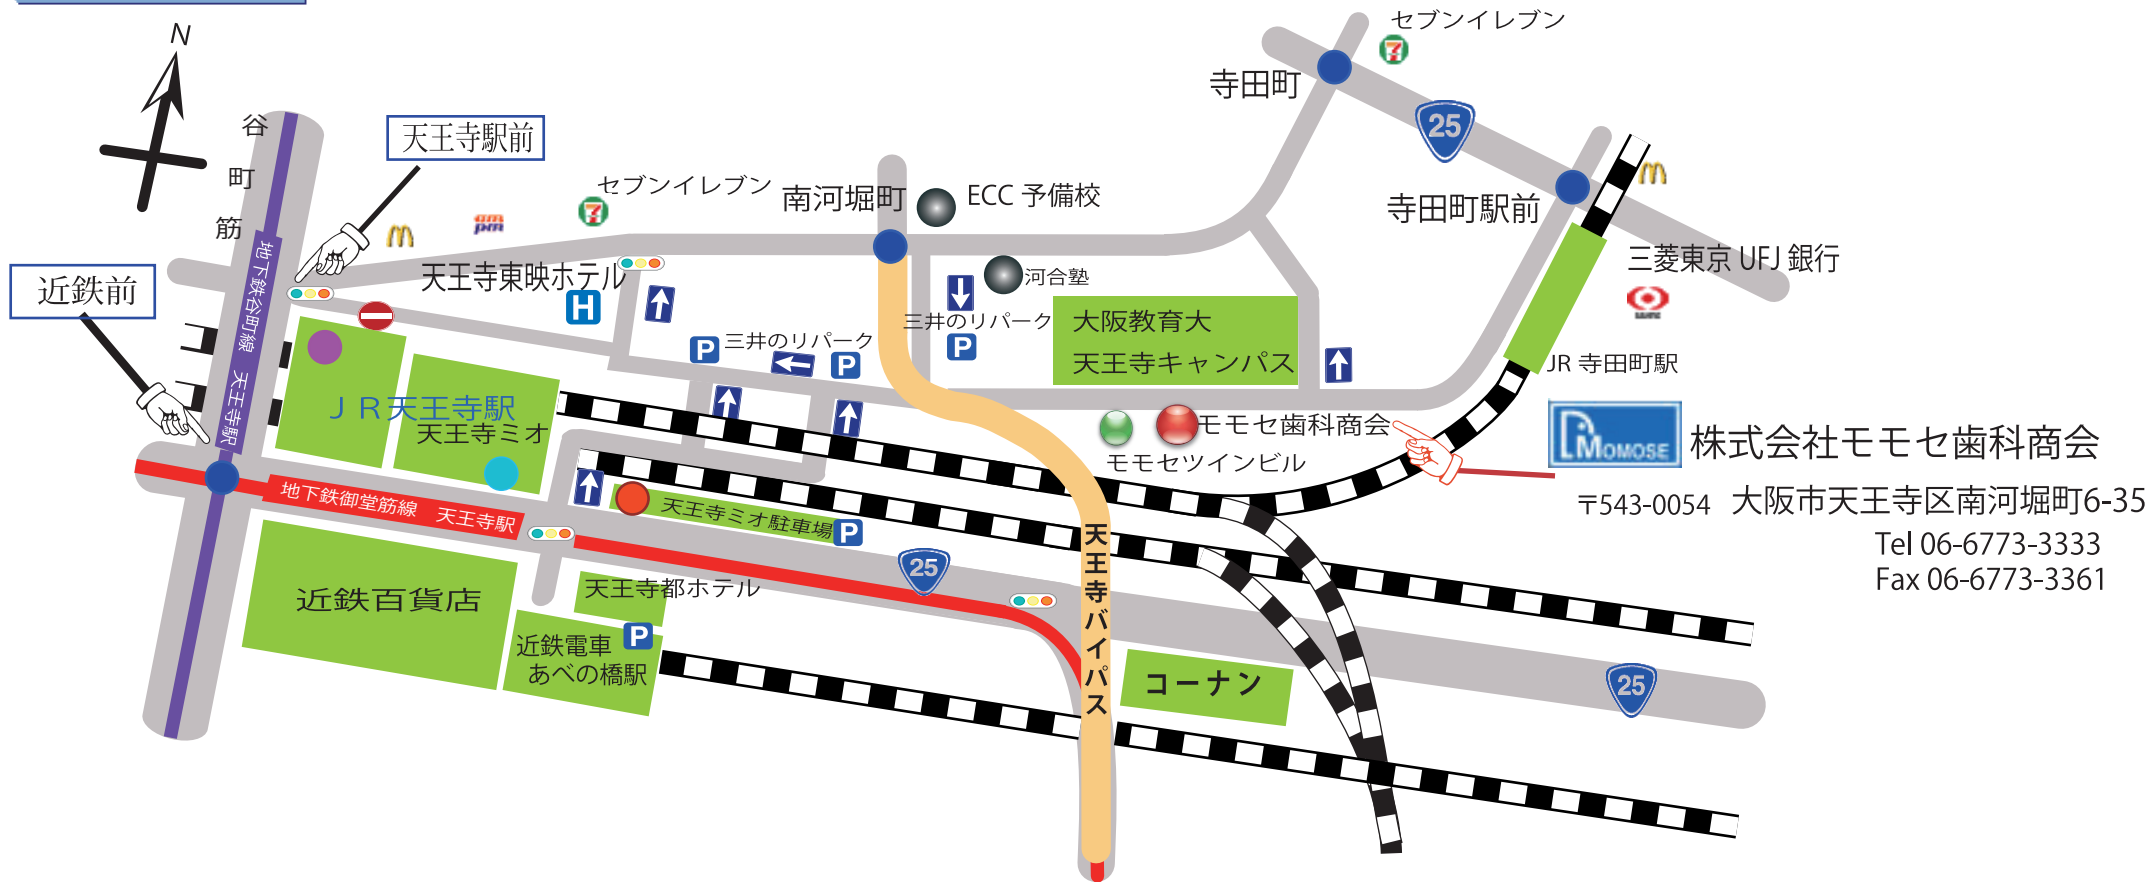 N
セブンイレブン
7
寺田町
25
谷町筋
天王寺駅前
セブンイレブン
7
am
pm
南河堀町
ECC 予備校
寺田町駅前
三菱東京 UFJ 銀行
近鉄前
地下鉄谷町線 天王寺駅
天王寺東映ホテル
H
河合塾
三井のリパーク
P
三井のリパーク
P
P
大阪教育大
天王寺キャンパス
JR 寺田町駅
ＪＲ天王寺駅
天王寺ミオ
モモセ歯科商会
モモセツインビル
MOMOSE
株式会社モモセ歯科商会
〒543-0054 大阪市天王寺区南河堀町6-35
Tel 06-6773-3333
Fax 06-6773-3361
地下鉄御堂筋線 天王寺駅
天王寺ミオ駐車場
P
天王寺バイパス
25
近鉄百貨店
天王寺都ホテル
近鉄電車
あべの橋駅
P
コーナン
25